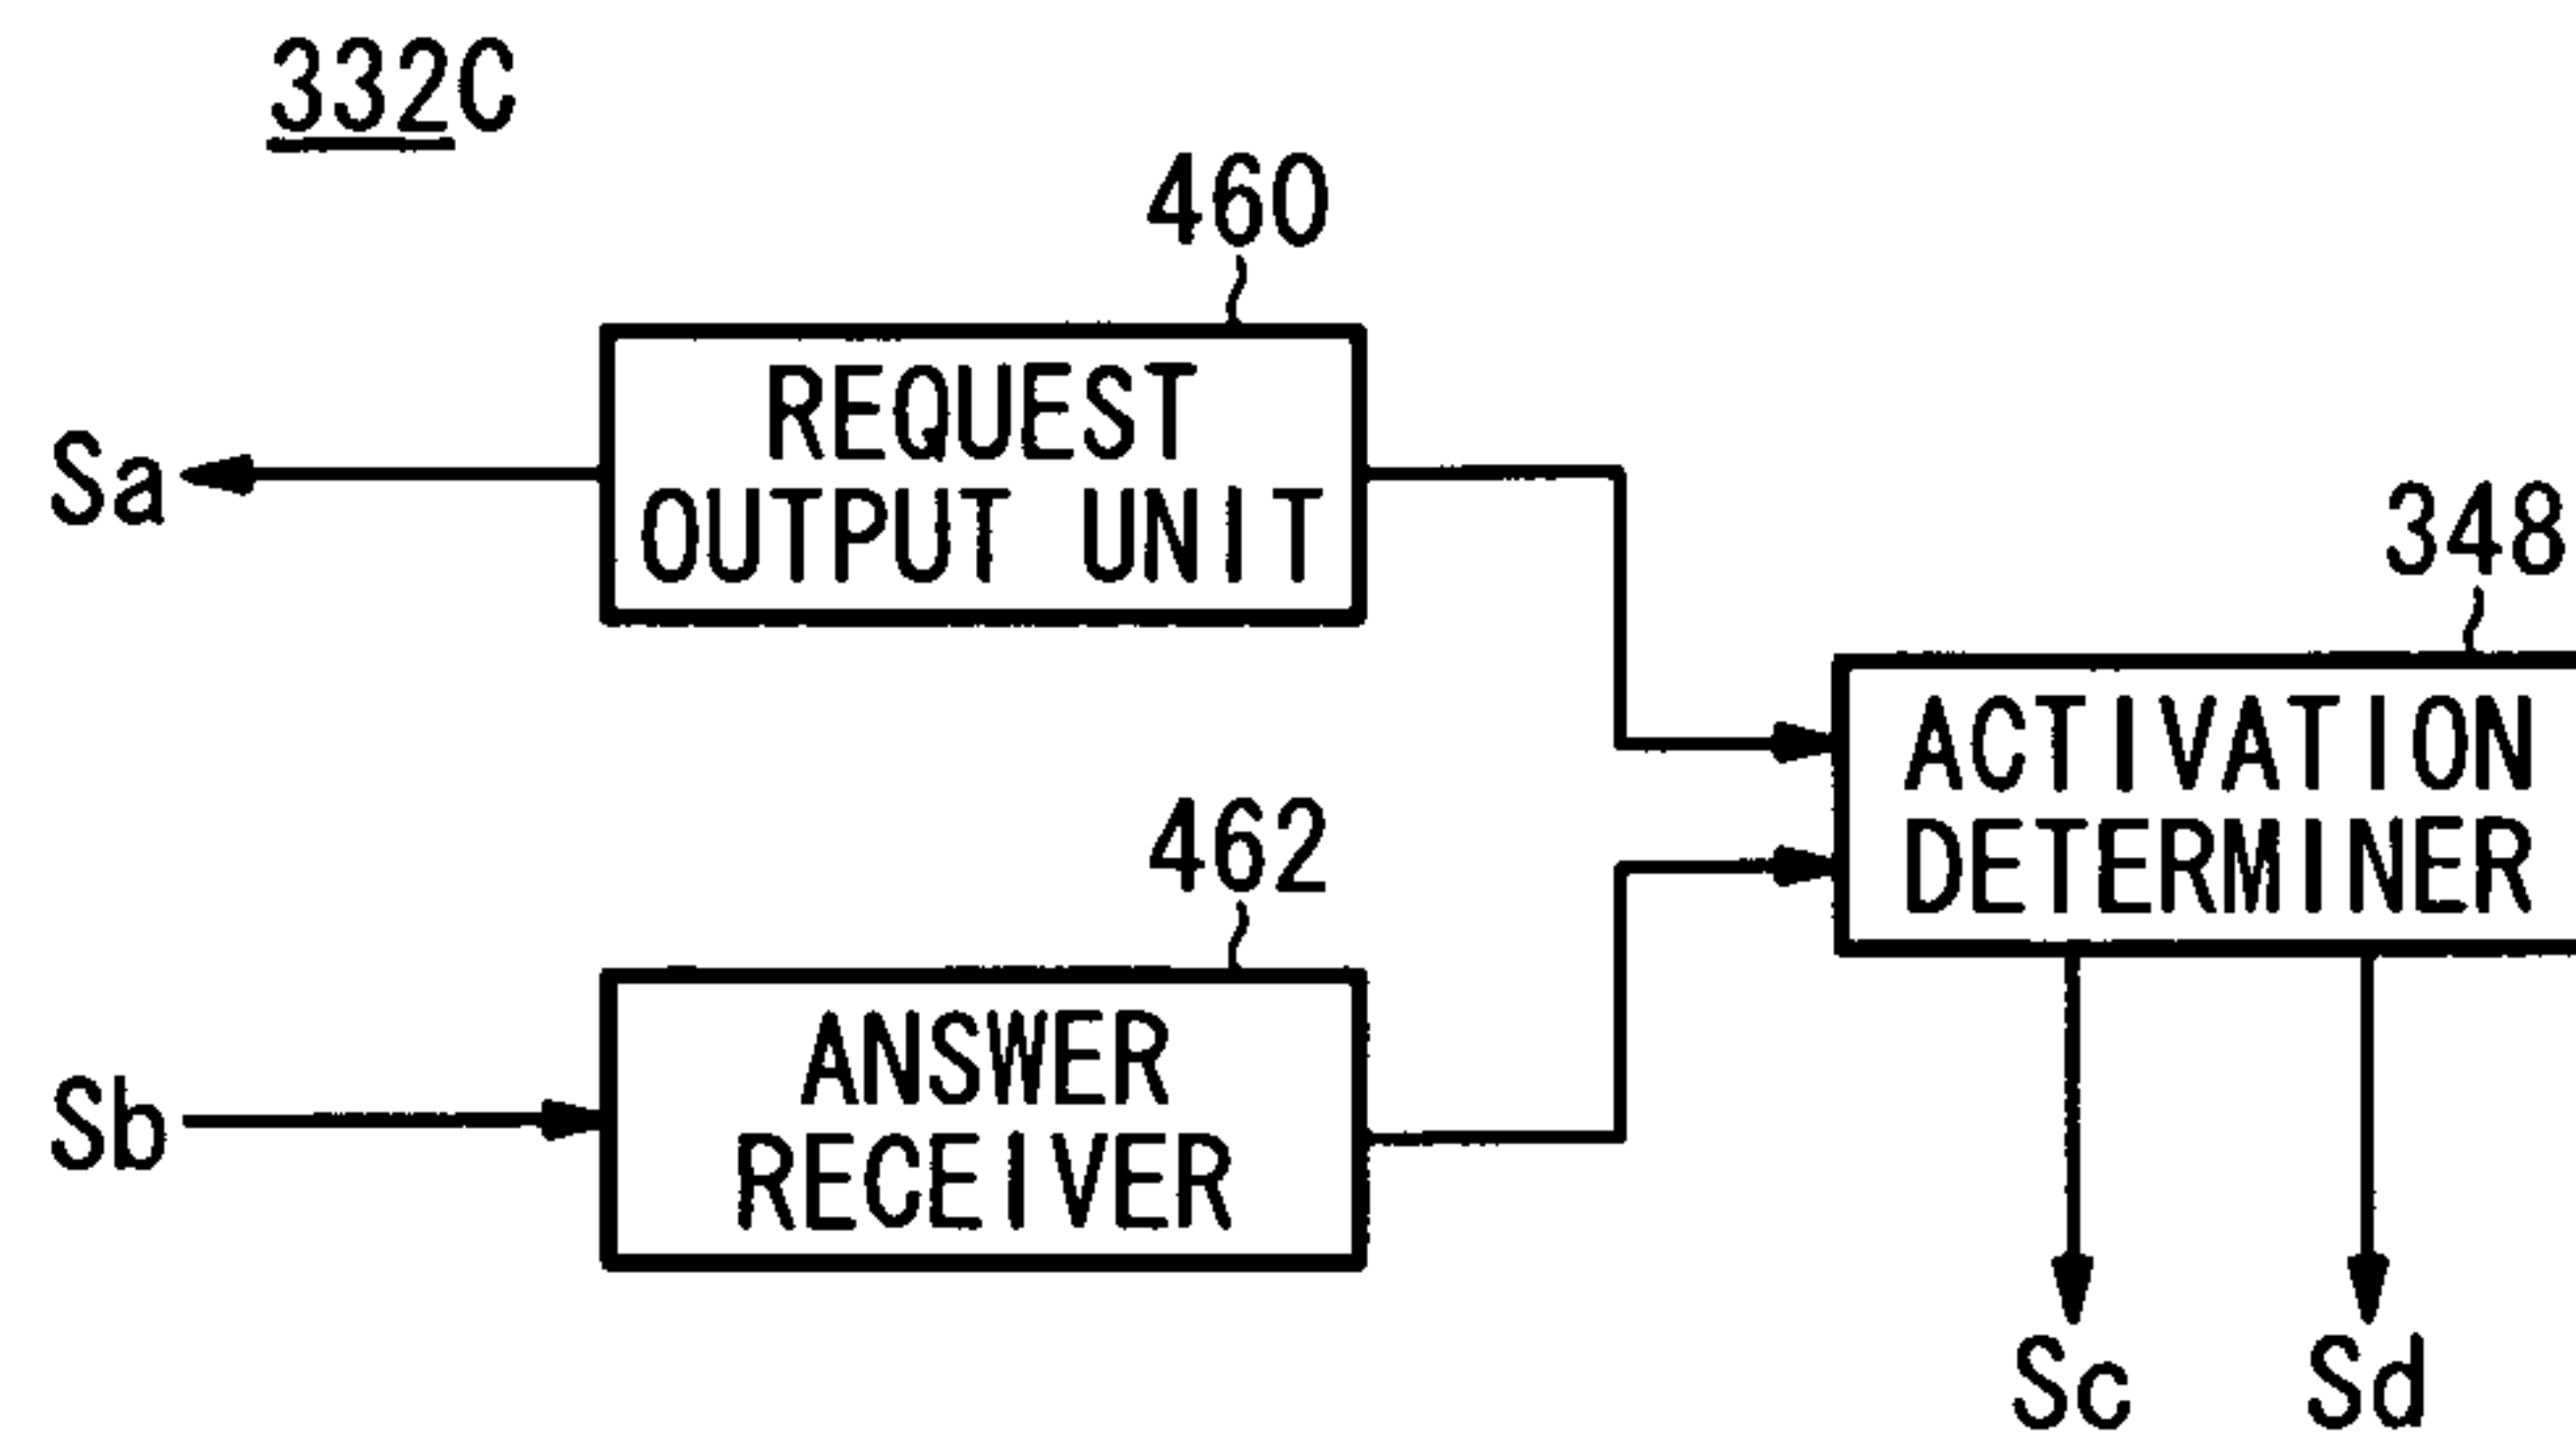 332C
460
REQUEST
OUTPUT UNIT
Sa
348
ACTIVATION
DETERMINER
462
ANSWER
RECEIVER
Sb
Sc
Sd